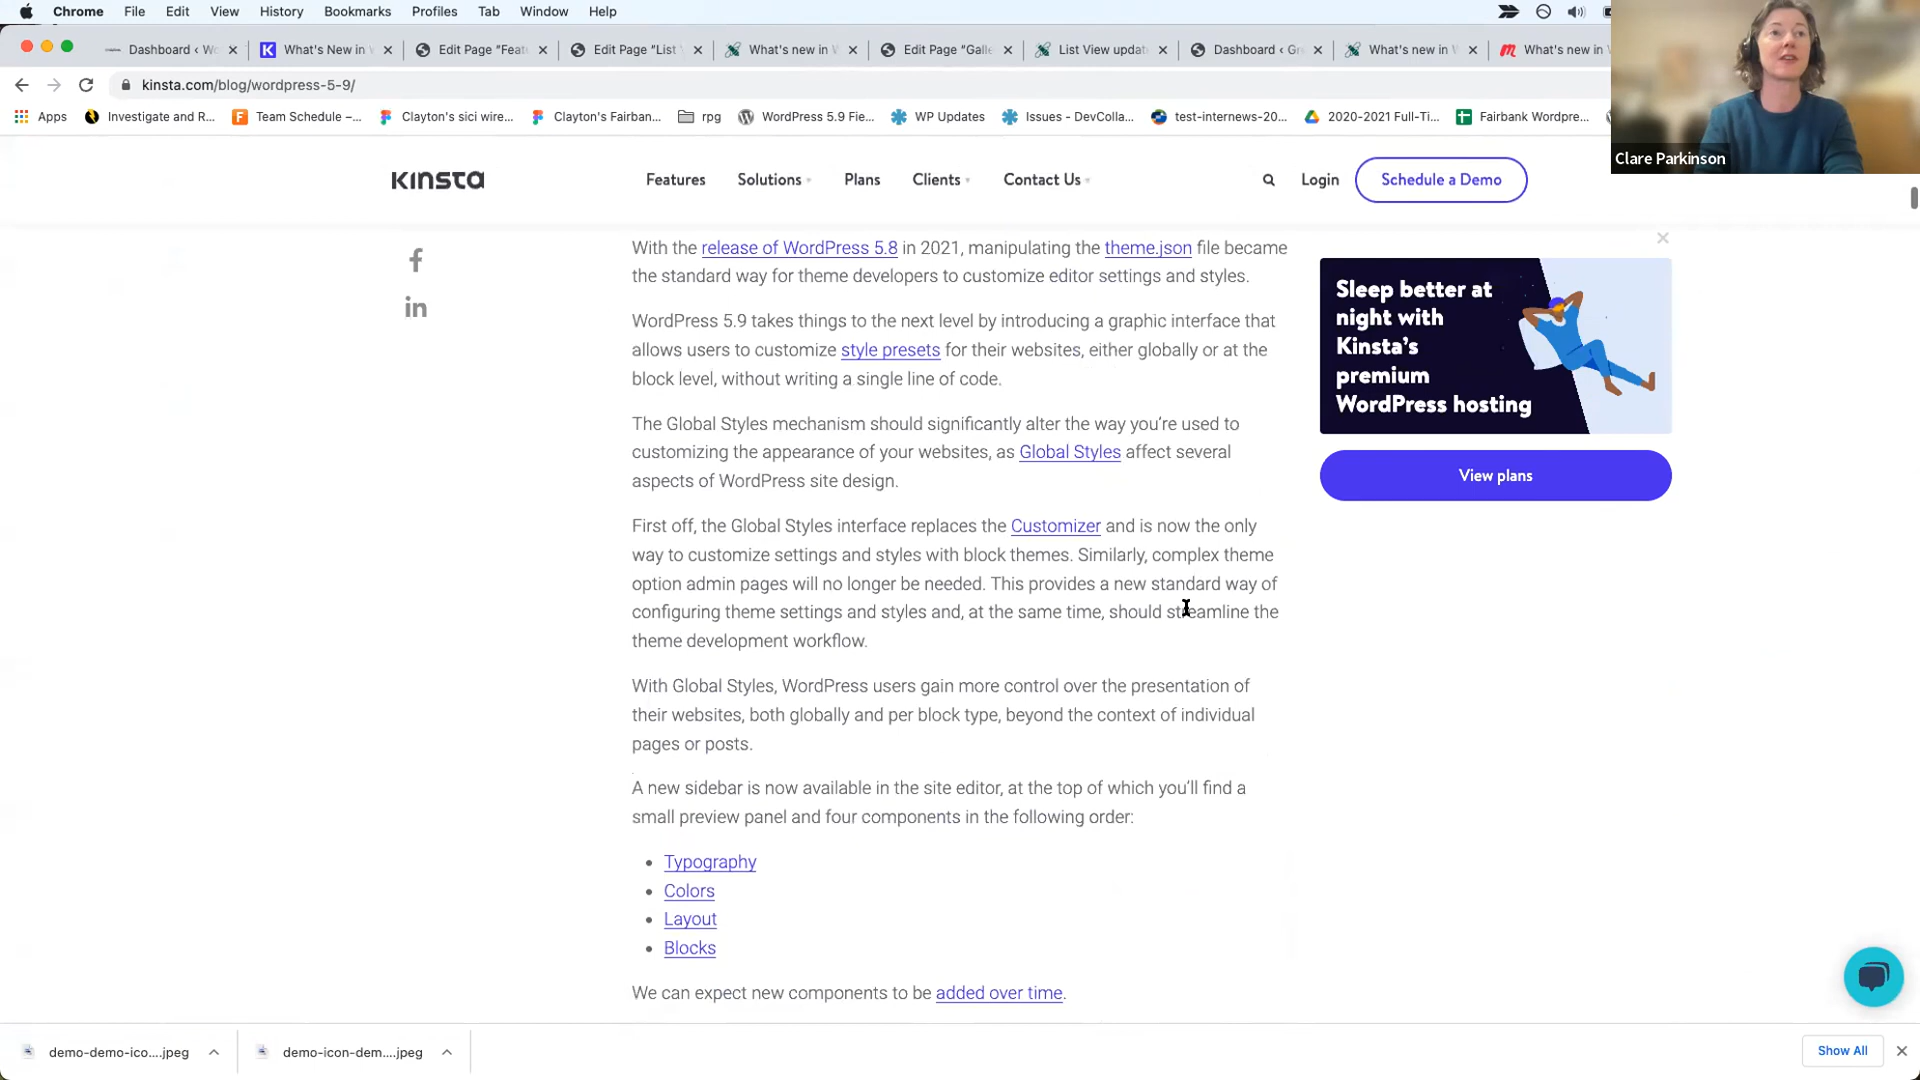 Chrome File Edit View History Bookmarks Profiles Tab Window Help
Dashboard ‹ Wo What's New in Edit Page "Feat List Edit Page "List What's new in Edit Page "Gall List View updat Dashboard ‹ Gr What's new in What's new in
kinsta.com/blog/wordpress-5-9/
Apps Investigate and R... Team Schedule –... Clayton's sici wire... Clayton's Fairban... rpg WordPress 5.9 Fie... WP Updates Issues - DevColla... test-internews-20... 2020-2021 Full-Ti... Fairbank Wordpre...
Clare Parkinson
KINSTA Features Solutions Plans Clients Contact Us Login Schedule a Demo
With the release of WordPress 5.8 in 2021, manipulating the theme.json file became
the standard way for theme developers to customize editor settings and styles.
WordPress 5.9 takes things to the next level by introducing a graphic interface that
allows users to customize style presets for their websites, either globally or at the
block level, without writing a single line of code.
The Global Styles mechanism should significantly alter the way you're used to
customizing the appearance of your websites, as Global Styles affect several
aspects of WordPress site design.
First off, the Global Styles interface replaces the Customizer and is now the only
way to customize settings and styles with block themes. Similarly, complex theme
option admin pages will no longer be needed. This provides a new standard way of
configuring theme settings and styles and, at the same time, should streamline the
theme development workflow.
With Global Styles, WordPress users gain more control over the presentation of
their websites, both globally and per block type, beyond the context of individual
pages or posts.
A new sidebar is now available in the site editor, at the top of which you'll find a
small preview panel and four components in the following order:
Typography
Colors
Layout
Blocks
We can expect new components to be added over time.
Sleep better at
night with
Kinsta's
premium
WordPress hosting
View plans
demo-demo-ico....jpeg demo-icon-dem....jpeg Show All